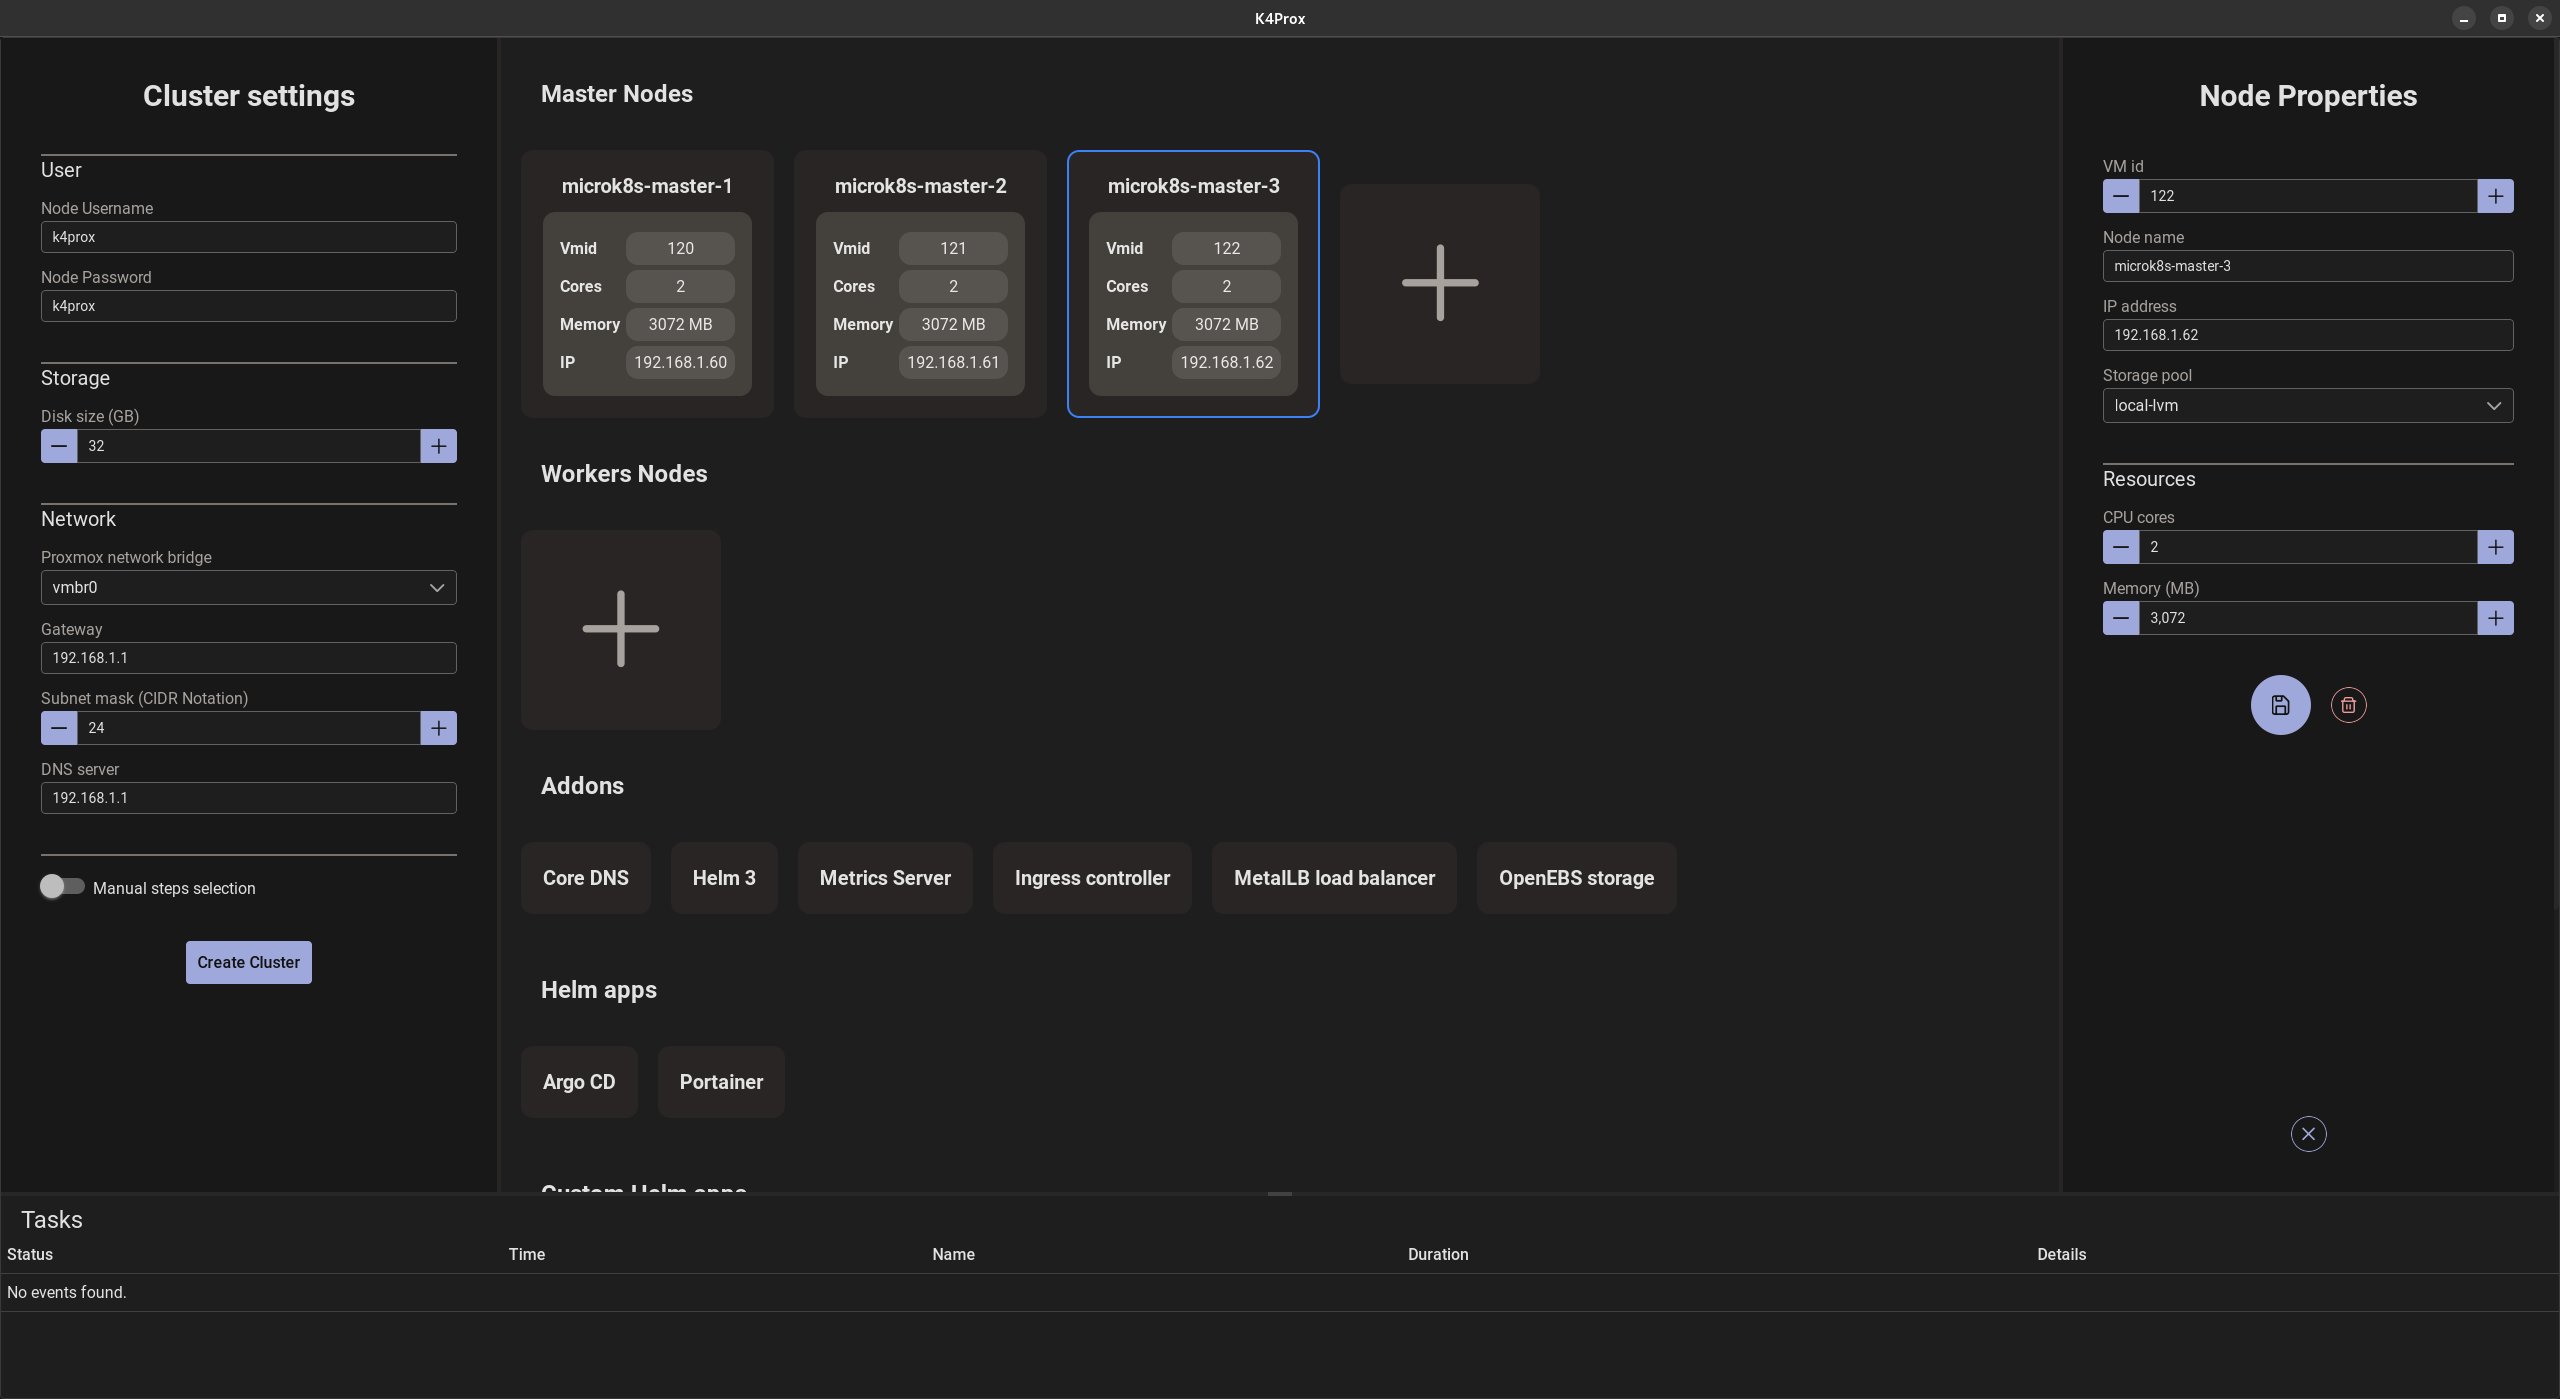 K4Prox
Cluster settings
User
Node Username
k4prox
Node Password
k4prox
Storage
Disk size (GB)
32
Network
Proxmox network bridge
vmbr0
Gateway
192.168.1.1
Subnet mask (CIDR Notation)
24
DNS server
192.168.1.1
Manual steps selection
Create Cluster
Master Nodes
microk8s-master-1
Vmid 120
Cores 2
Memory 3072 MB
IP 192.168.1.60
microk8s-master-2
Vmid 121
Cores 2
Memory 3072 MB
IP 192.168.1.61
microk8s-master-3
Vmid 122
Cores 2
Memory 3072 MB
IP 192.168.1.62
Workers Nodes
Addons
Core DNS Helm 3 Metrics Server Ingress controller MetalLB load balancer OpenEBS storage
Helm apps
Argo CD Portainer
Custom Helm apps
Node Properties
VM id
122
Node name
microk8s-master-3
IP address
192.168.1.62
Storage pool
local-lvm
Resources
CPU cores
2
Memory (MB)
3,072
Tasks
Status Time Name Duration Details
No events found.